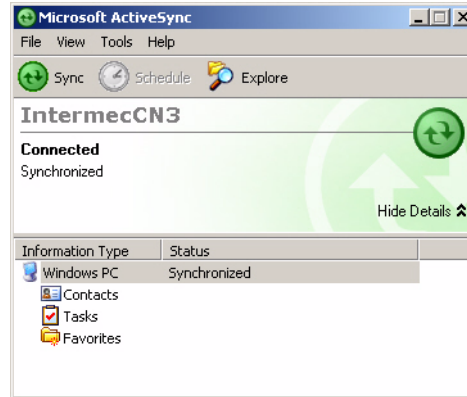 Microsoft ActiveSync
File View Tools Help
Sync Schedule Explore
IntermecCN3
Connected
Synchronized
Hide Details
Information Type Status
Windows PC Synchronized
Contacts
Tasks
Favorites